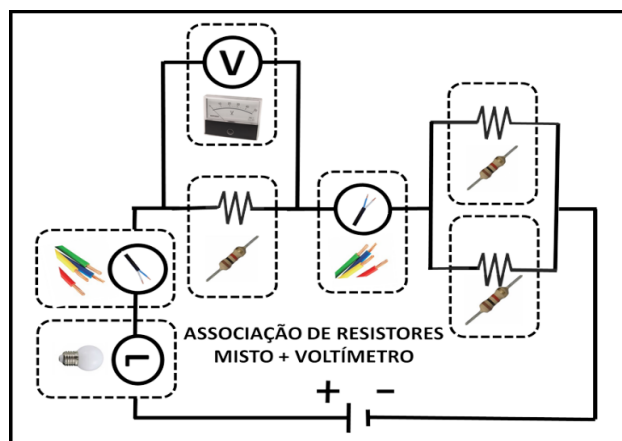 V
L
ASSOCIAÇÃO DE RESISTORES
MISTO + VOLTÍMETRO
+ −